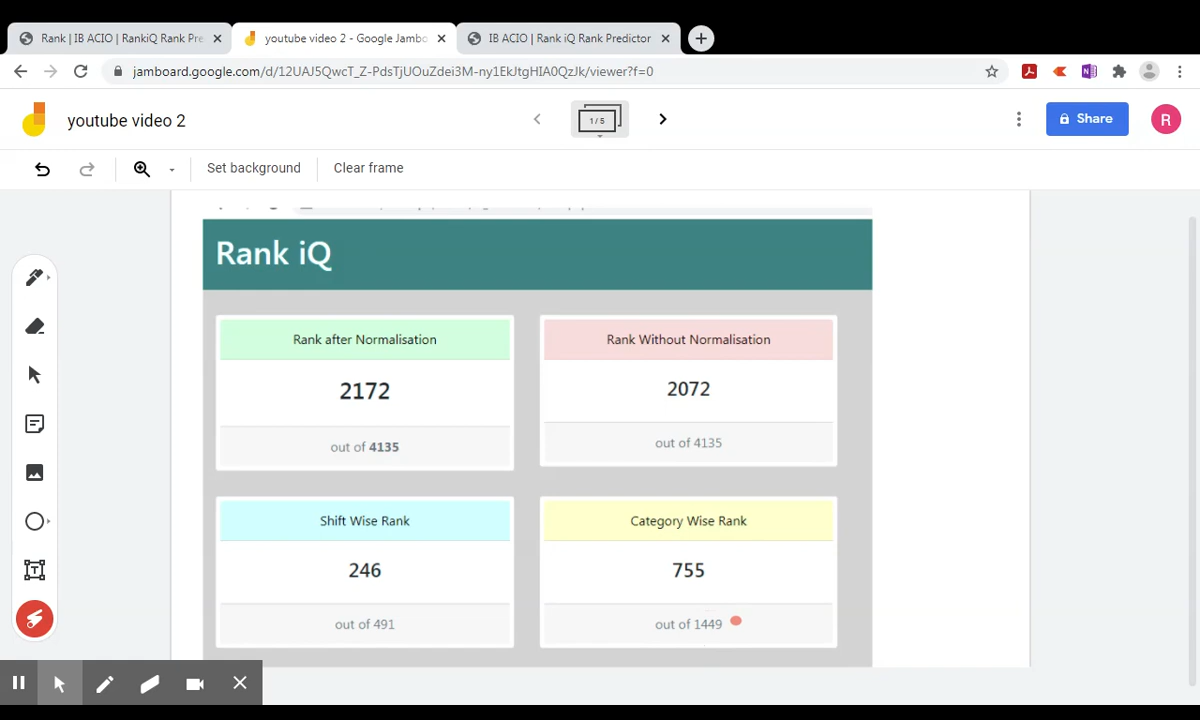 Rank | IB ACIO | RankiQ Rank Pre
youtube video 2 - Google Jambo
IB ACIO | Rank iQ Rank Predictor
jamboard.google.com/d/12UAJ5QwcT_Z-PdsTjUOuZdei3M-ny1EkJtgHIA0QzJk/viewer?f=0
youtube video 2
1 / 5
Share
R
Set background
Clear frame
Rank iQ
Rank after Normalisation
2172
out of 4135
Rank Without Normalisation
2072
out of 4135
Shift Wise Rank
246
out of 491
Category Wise Rank
755
out of 1449